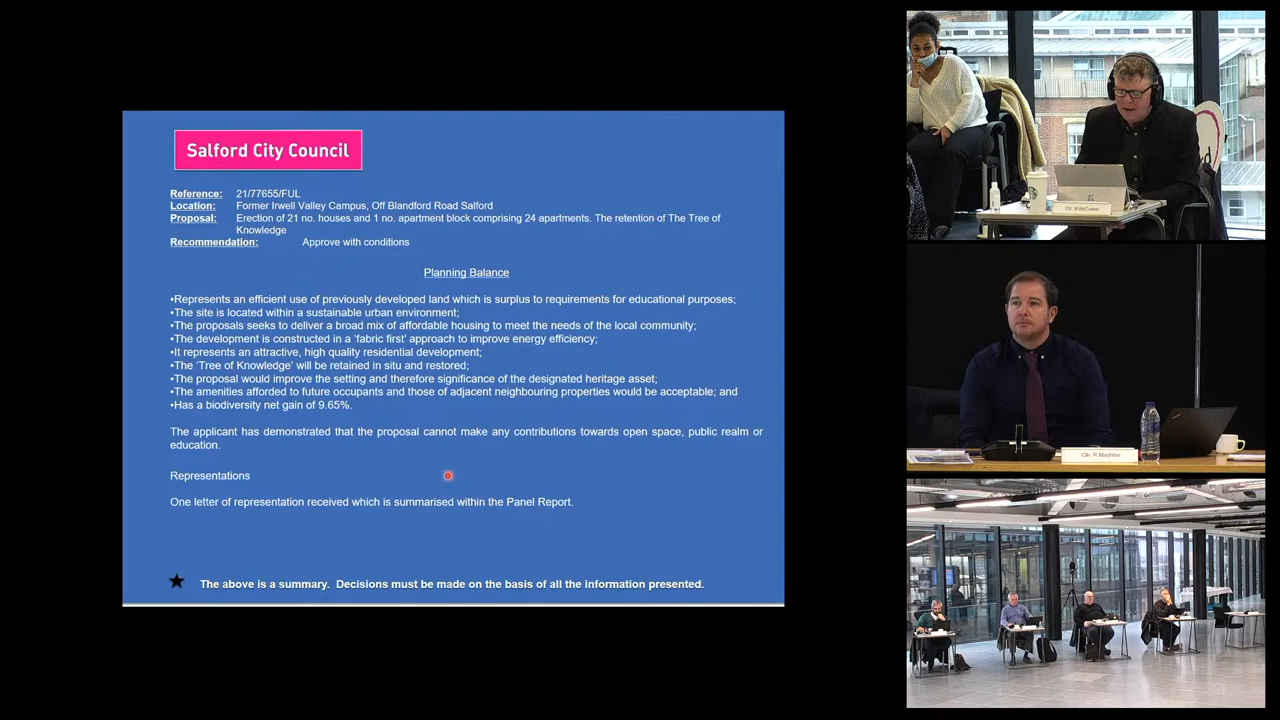 Salford City Council
Reference: 21/77655/FUL
Location: Former Irwell Valley Campus, Off Blandford Road Salford
Proposal: Erection of 21 no. houses and 1 no. apartment block comprising 24 apartments. The retention of The Tree of
Knowledge
Recommendation: Approve with conditions
Planning Balance
•Represents an efficient use of previously developed land which is surplus to requirements for educational purposes;
•The site is located within a sustainable urban environment;
•The proposals seeks to deliver a broad mix of affordable housing to meet the needs of the local community;
•The development is constructed in a 'fabric first' approach to improve energy efficiency;
•It represents an attractive, high quality residential development;
•The 'Tree of Knowledge' will be retained in situ and restored;
•The proposal would improve the setting and therefore significance of the designated heritage asset;
•The amenities afforded to future occupants and those of adjacent neighbouring properties would be acceptable; and
•Has a biodiversity net gain of 9.65%.
The applicant has demonstrated that the proposal cannot make any contributions towards open space, public realm or
education.
Representations
One letter of representation received which is summarised within the Panel Report.
The above is a summary. Decisions must be made on the basis of all the information presented.
Cllr. R Mashiter